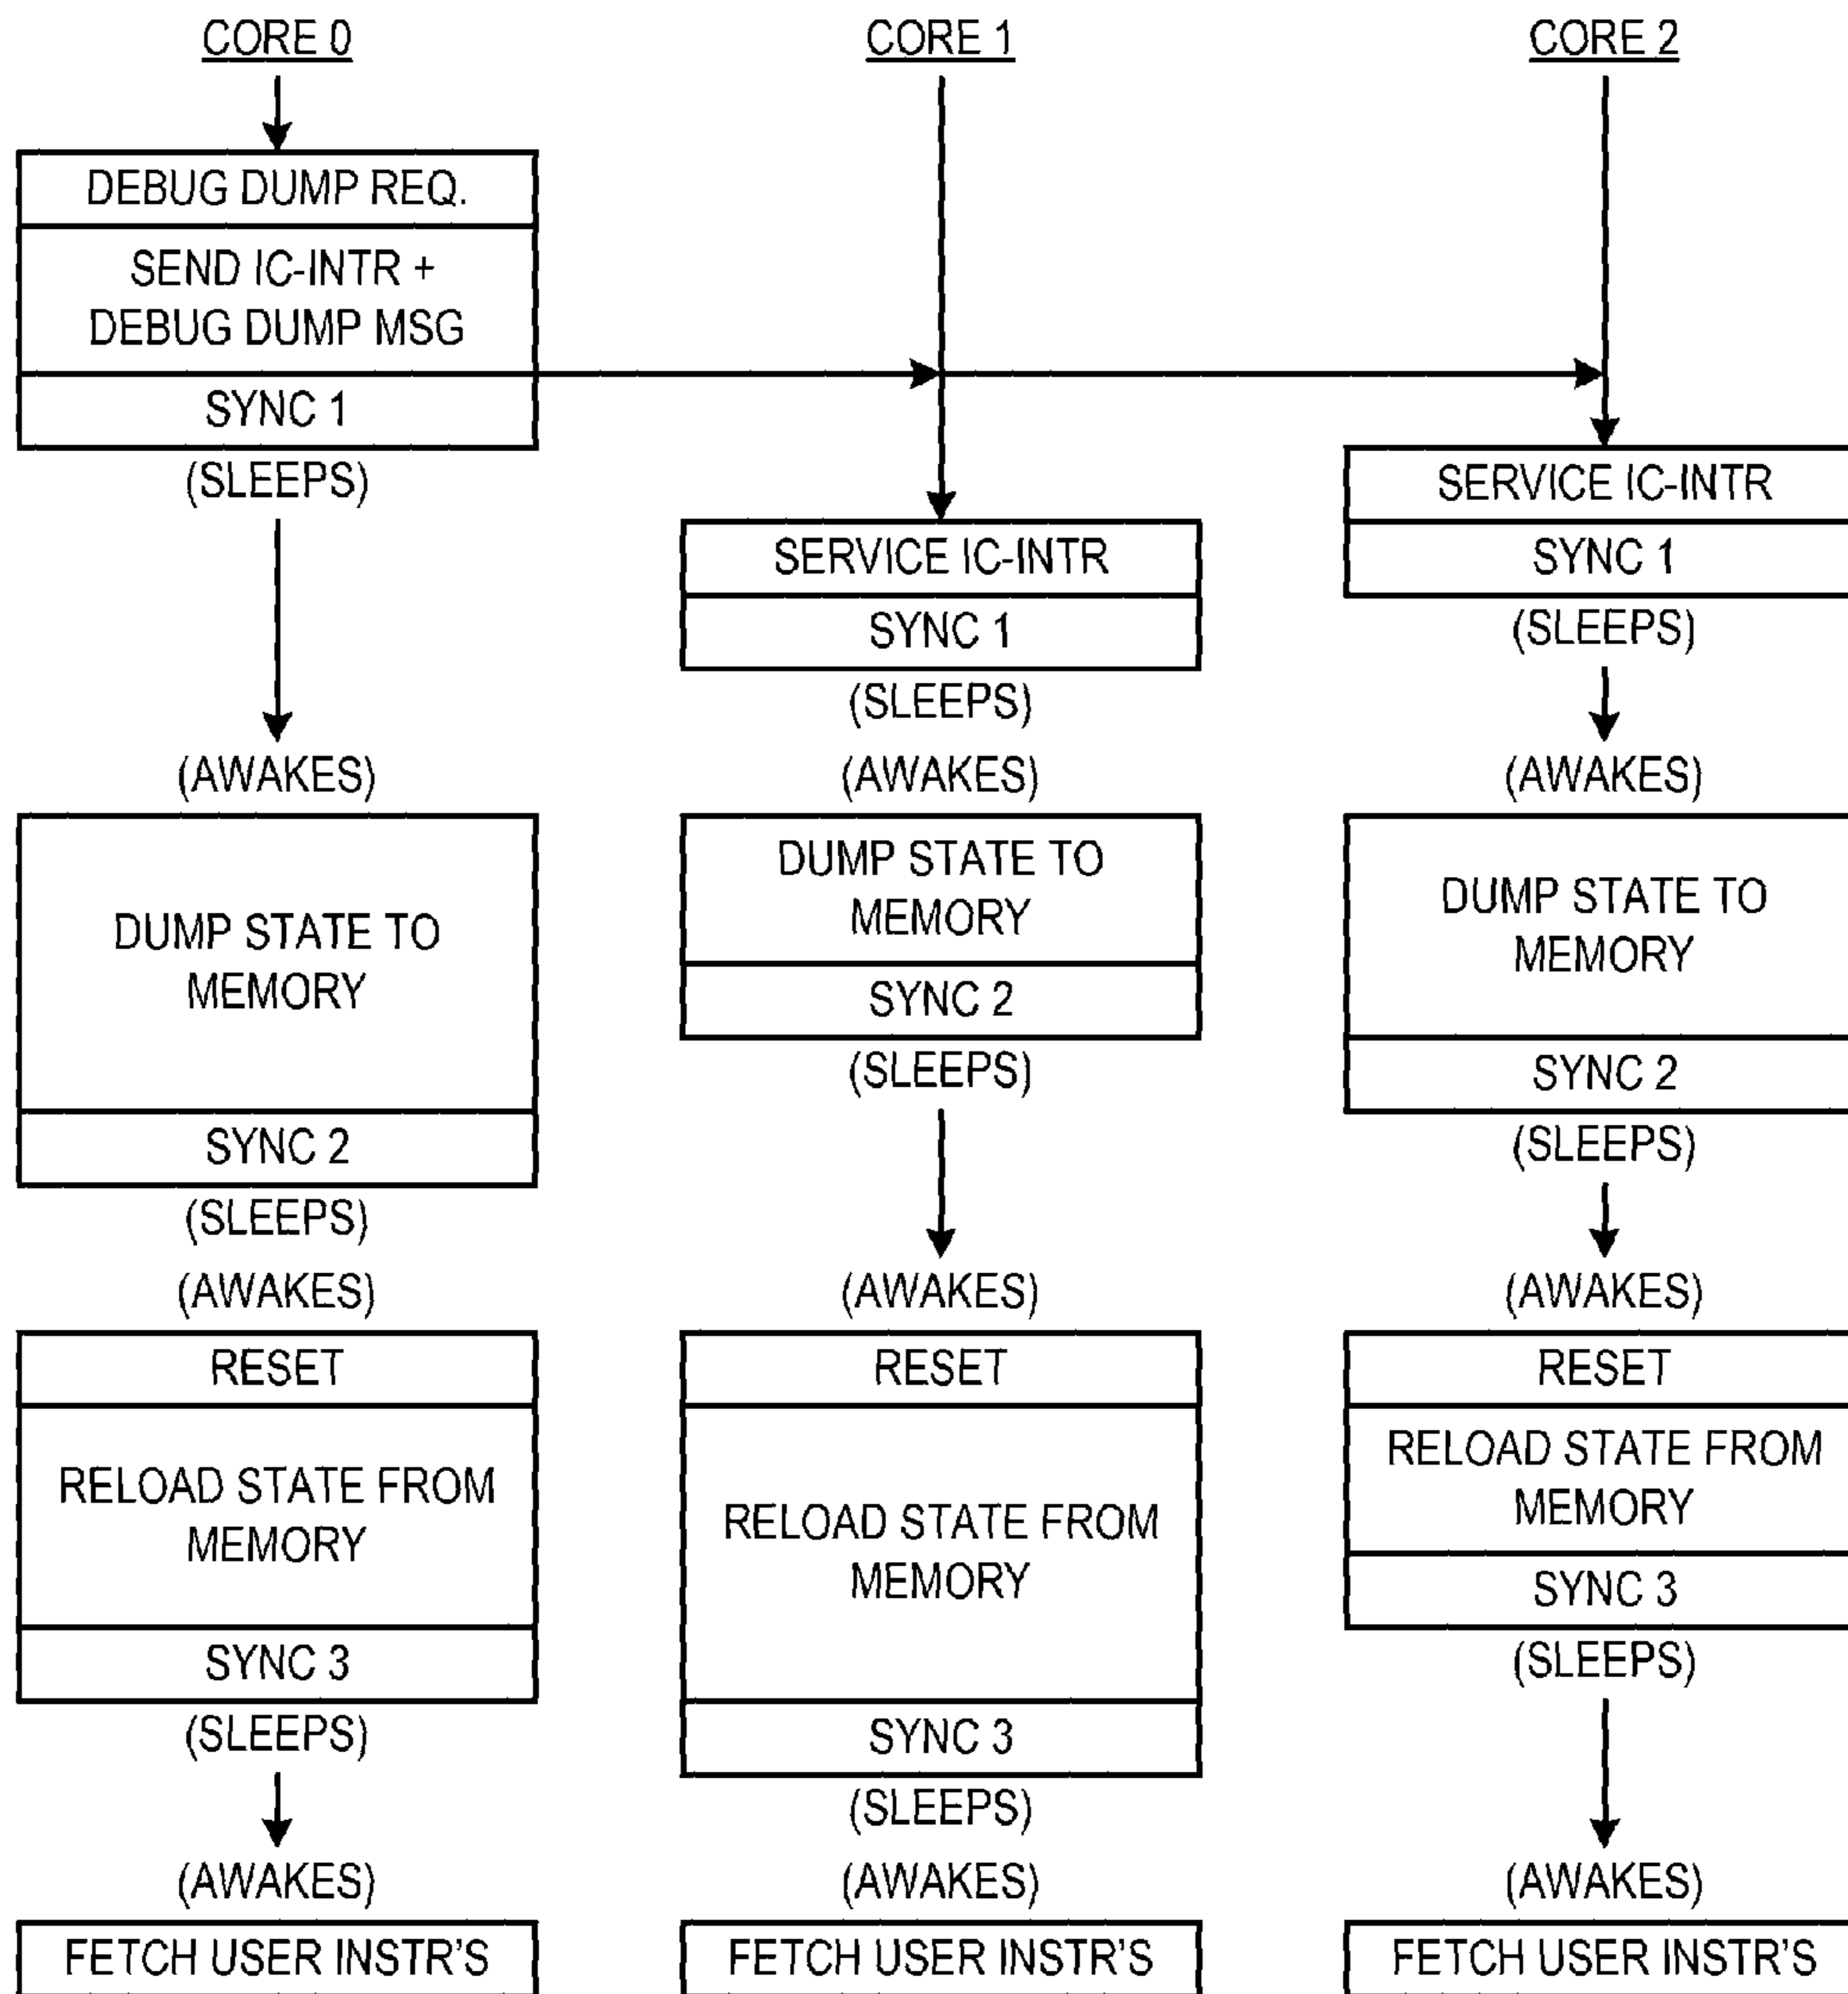 CORE 0
DEBUG DUMP REQ.
SEND IC-INTR +
DEBUG DUMP MSG
SYNC 1
(SLEEPS)
(AWAKES)
DUMP STATE TO
MEMORY
SYNC 2
(SLEEPS)
(AWAKES)
RESET
RELOAD STATE FROM
MEMORY
SYNC 3
(SLEEPS)
(AWAKES)
FETCH USER INSTR'S
CORE 1
SERVICE IC-INTR
SYNC 1
(SLEEPS)
(AWAKES)
DUMP STATE TO
MEMORY
SYNC 2
(SLEEPS)
(AWAKES)
RESET
RELOAD STATE FROM
MEMORY
SYNC 3
(SLEEPS)
(AWAKES)
FETCH USER INSTR'S
CORE 2
SERVICE IC-INTR
SYNC 1
(SLEEPS)
(AWAKES)
DUMP STATE TO
MEMORY
SYNC 2
(SLEEPS)
(AWAKES)
RESET
RELOAD STATE FROM
MEMORY
SYNC 3
(SLEEPS)
(AWAKES)
FETCH USER INSTR'S